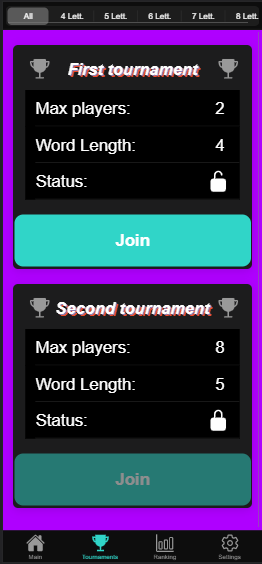 All 4 Lett. 5 Lett. 6 Lett. 7 Lett. 8 Lett.
First tournament
Max players: 2
Word Length: 4
Status:
Join
Second tournament
Max players: 8
Word Length: 5
Status:
Join
Main Tournaments Ranking Settings